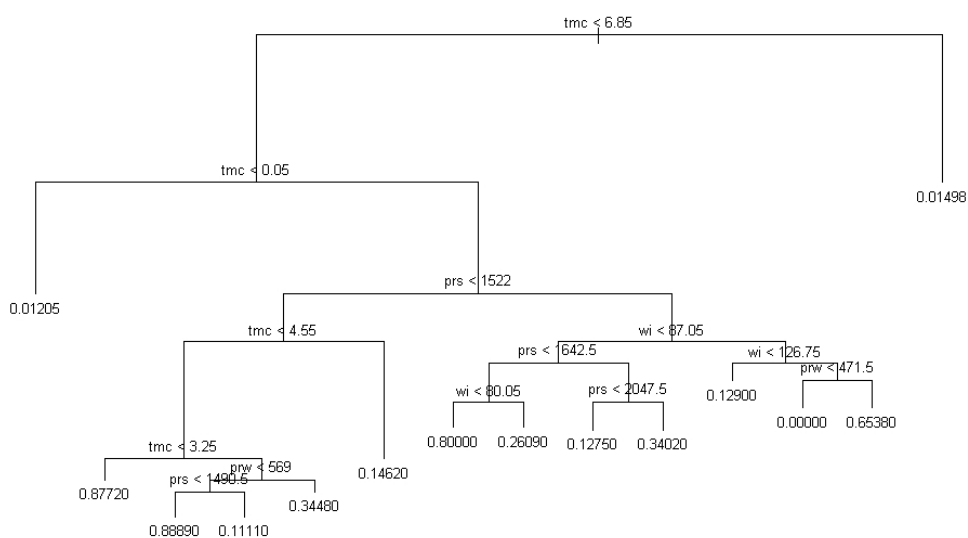 tmc < 6.85
tmc < 0.05
0.01498
prs < 1522
0.01205
tmc < 4.55
wi < 87.05
prs < 1642.5
wi < 126.75
prw < 471.5
wi < 80.05
prs < 2047.5
0.12900
0.00000
0.65380
0.80000
0.26090
0.12750
0.34020
tmc < 3.25
prw < 569
0.14620
prs < 1490.5
0.87720
0.34480
0.88890
0.11110